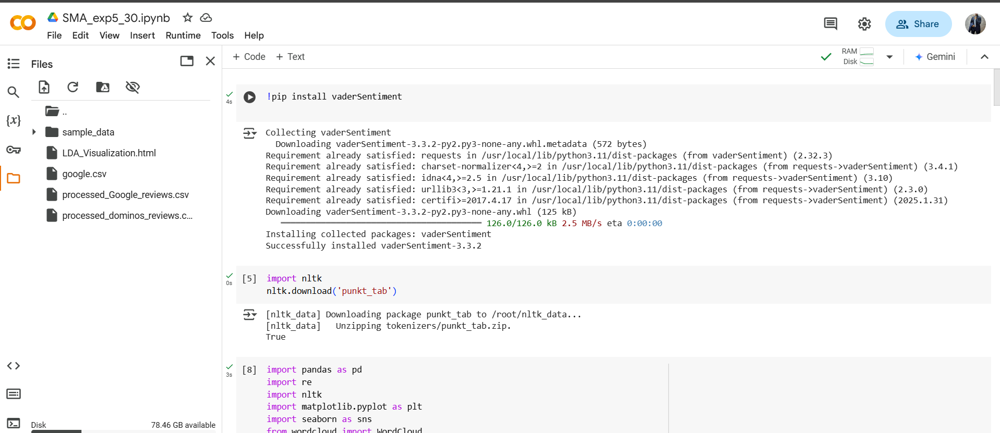 SMA_exp5_30.ipynb
File Edit View Insert Runtime Tools Help
Share
Files
+ Code + Text
RAM
Disk
Gemini
..
sample_data
LDA_Visualization.html
google.csv
processed_Google_reviews.csv
processed_dominos_reviews.c...
{x}
Disk 78.46 GB available
4s
!pip install vaderSentiment
Collecting vaderSentiment
Downloading vaderSentiment-3.3.2-py2.py3-none-any.whl.metadata (572 bytes)
Requirement already satisfied: requests in /usr/local/lib/python3.11/dist-packages (from vaderSentiment) (2.32.3)
Requirement already satisfied: charset-normalizer<4,>=2 in /usr/local/lib/python3.11/dist-packages (from requests->vaderSentiment) (3.4.1)
Requirement already satisfied: idna<4,>=2.5 in /usr/local/lib/python3.11/dist-packages (from requests->vaderSentiment) (3.10)
Requirement already satisfied: urllib3<3,>=1.21.1 in /usr/local/lib/python3.11/dist-packages (from requests->vaderSentiment) (2.3.0)
Requirement already satisfied: certifi>=2017.4.17 in /usr/local/lib/python3.11/dist-packages (from requests->vaderSentiment) (2025.1.31)
Downloading vaderSentiment-3.3.2-py2.py3-none-any.whl (125 kB)
126.0/126.0 kB 2.5 MB/s eta 0:00:00
Installing collected packages: vaderSentiment
Successfully installed vaderSentiment-3.3.2
0s
[5] import nltk
nltk.download('punkt_tab')
[nltk_data] Downloading package punkt_tab to /root/nltk_data...
[nltk_data]   Unzipping tokenizers/punkt_tab.zip.
True
3s
[8] import pandas as pd
import re
import nltk
import matplotlib.pyplot as plt
import seaborn as sns
from wordcloud import WordCloud